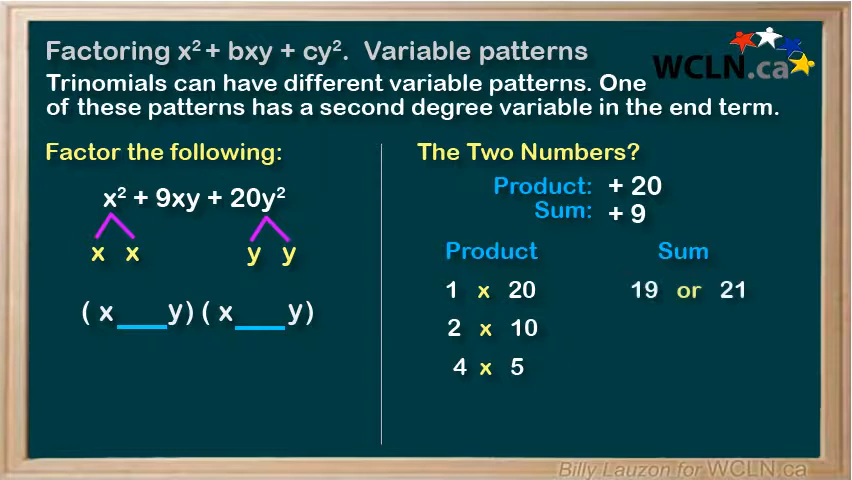 Factoring x² + bxy + cy². Variable patterns
WCLN.ca
Trinomials can have different variable patterns. One
of these patterns has a second degree variable in the end term.
Factor the following:
x² + 9xy + 20y²
x x y y
( x ____ y) ( x ____ y)
The Two Numbers?
Product: + 20
Sum: + 9
Product Sum
1 x 20 19 or 21
2 x 10
4 x 5
Billy Lauzon for WCLN.ca